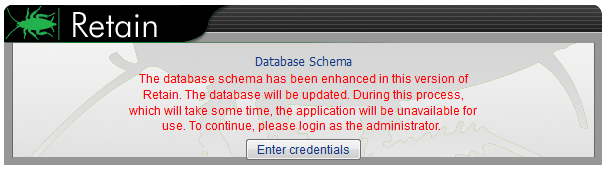 Retain
Database Schema
The database schema has been enhanced in this version of
Retain. The database will be updated. During this process,
which will take some time, the application will be unavailable for
use. To continue, please login as the administrator.
Enter credentials